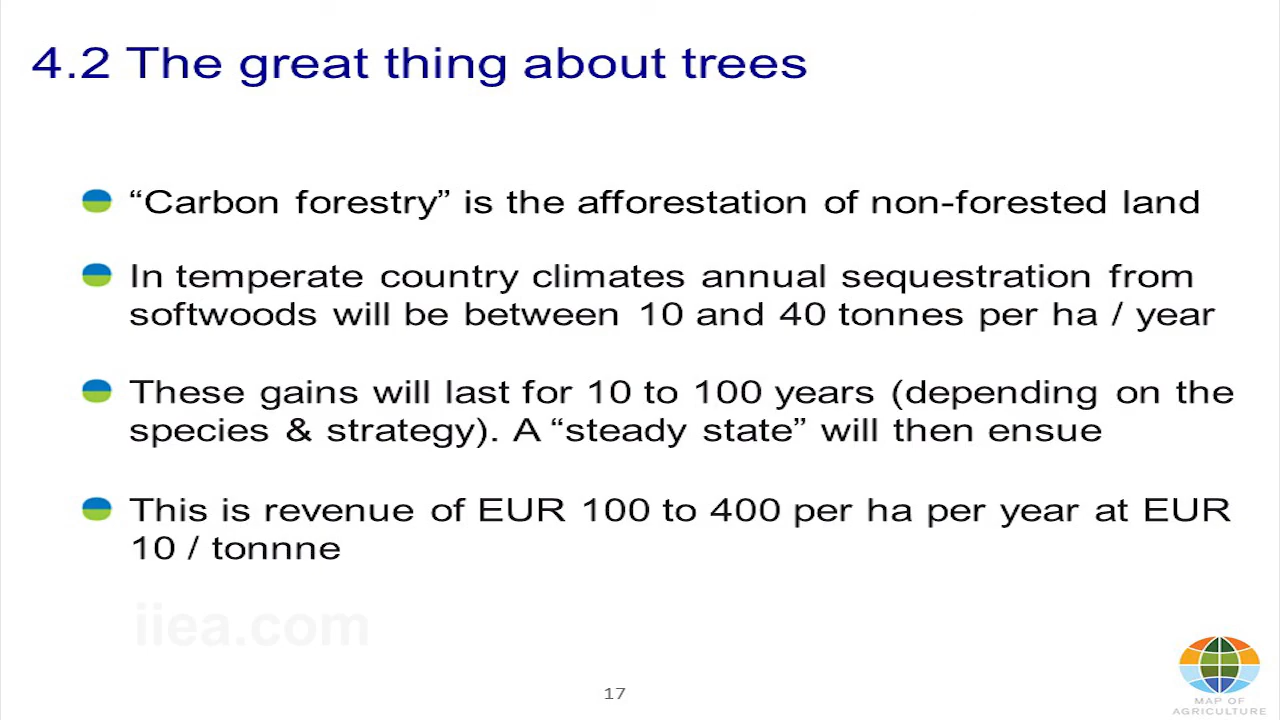 4.2 The great thing about trees
“Carbon forestry” is the afforestation of non-forested land
In temperate country climates annual sequestration from
softwoods will be between 10 and 40 tonnes per ha / year
These gains will last for 10 to 100 years (depending on the
species & strategy). A “steady state” will then ensue
This is revenue of EUR 100 to 400 per ha per year at EUR
10 / tonnne
iiea.com
17
MAP OF
AGRICULTURE